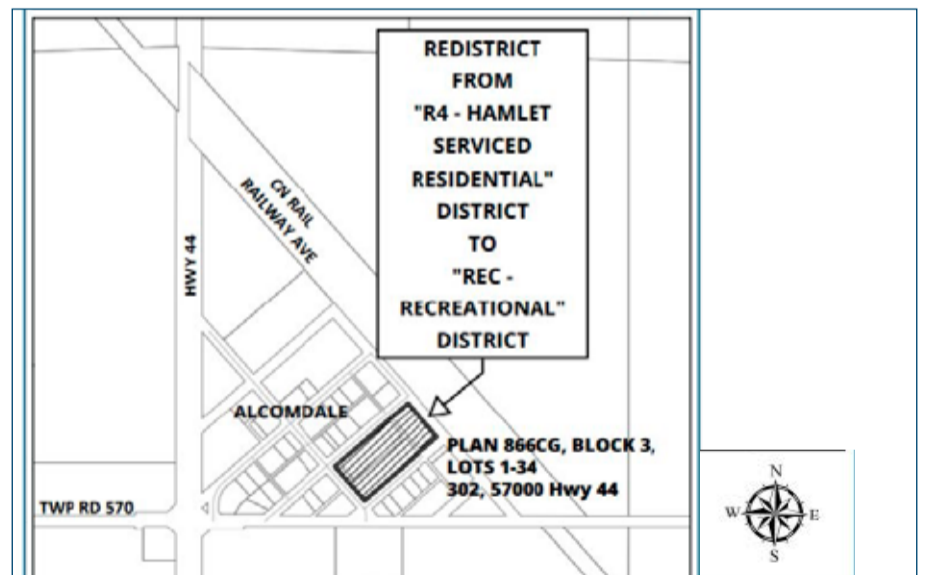 REDISTRICT
FROM
"R4 - HAMLET
SERVICED
RESIDENTIAL"
DISTRICT
TO
"REC -
RECREATIONAL"
DISTRICT
CN RAIL
RAILWAY AVE
HWY 44
ALCOMDALE
PLAN 866CG, BLOCK 3,
LOTS 1-34
302, 57000 Hwy 44
TWP RD 570
N
W E
S